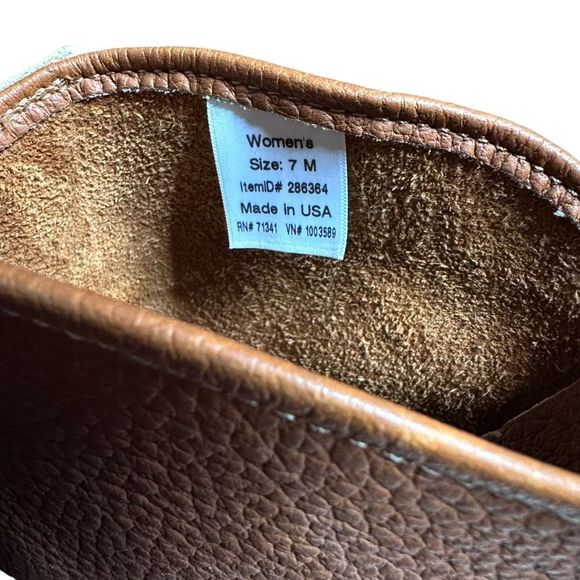 Women's
Size: 7 M
ItemID# 286364
Made in USA
RN# 71341 VN# 1003589